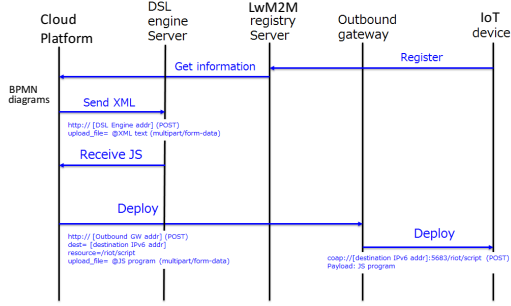 Cloud
Platform
DSL
engine
Server
LwM2M
registry
Server
Outbound
gateway
IoT
device
Register
Get information
BPMN
diagrams
Send XML
http:// [DSL Engine addr] (POST)
upload_file= @XML text (multipart/form-data)
Receive JS
Deploy
http:// [Outbound GW addr] (POST)
dest= [destination IPv6 addr]
resource=/riot/script
upload_file= @JS program (multipart/form-data)
Deploy
coap://[destination IPv6 addr]:5683/riot/script (POST)
Payload: JS program